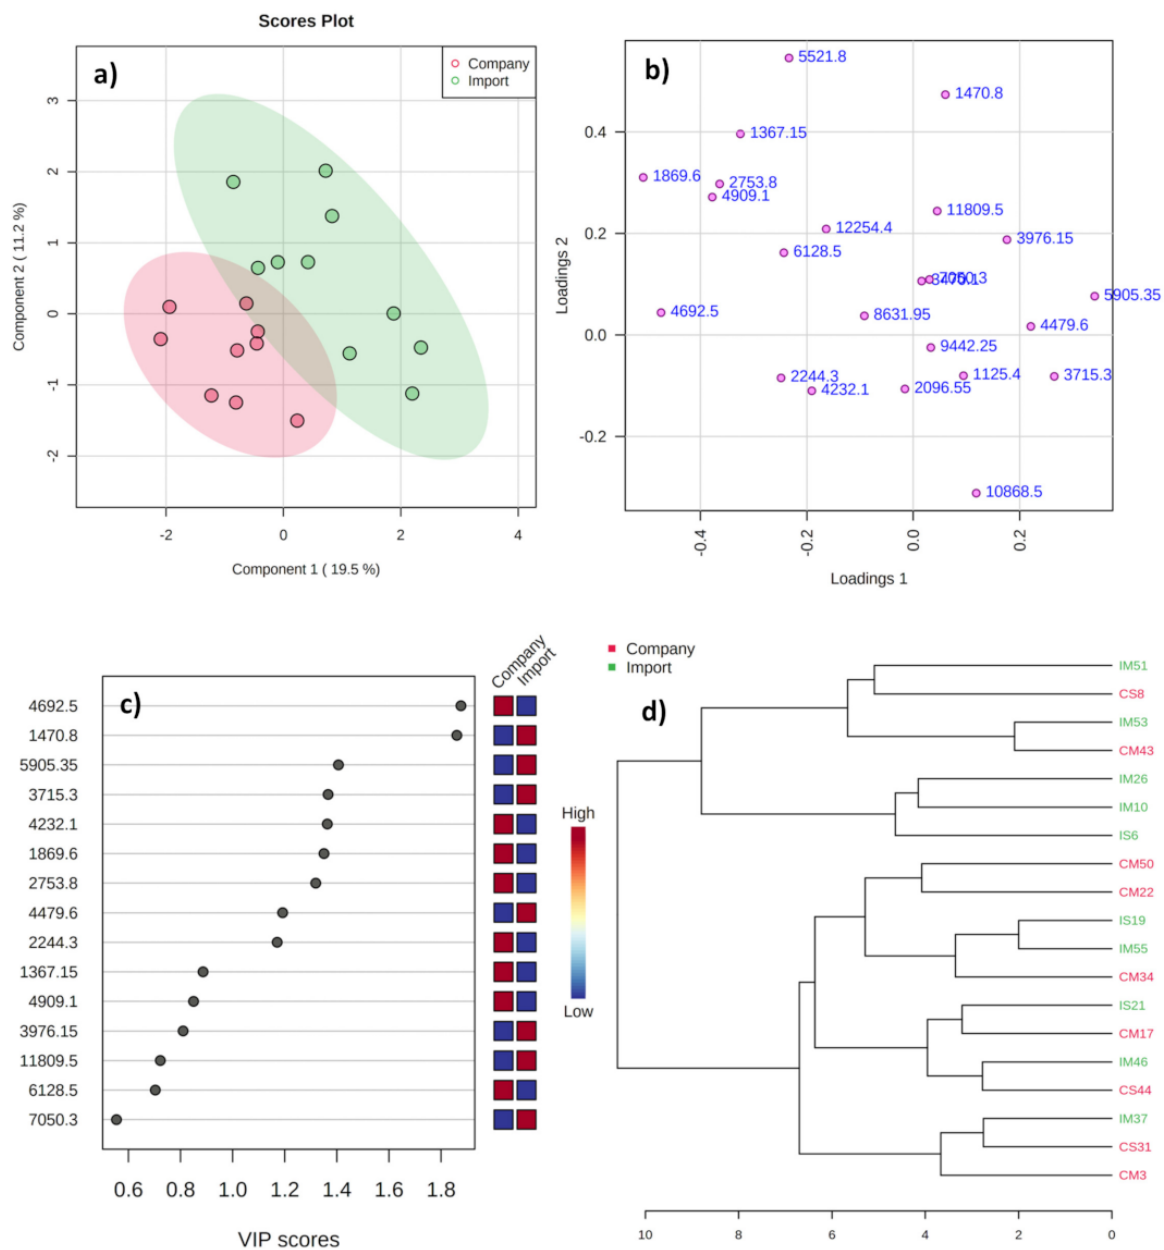 Scores Plot
a)
Company
Import
3
2
1
0
-1
-2
Component 2 ( 11.2 %)
-2
0
2
4
Component 1 ( 19.5 %)
b)
5521.8
1470.8
1367.15
1869.6
2753.8
4909.1
11809.5
12254.4
3976.15
6128.5
7050.3
5905.35
4692.5
8631.95
4479.6
9442.25
2244.3
1125.4
3715.3
4232.1
2096.55
10868.5
0.4
0.2
0.0
-0.2
Loadings 2
-0.4
-0.2
0.0
0.2
Loadings 1
c)
Company
Import
4692.5
1470.8
5905.35
3715.3
4232.1
1869.6
2753.8
4479.6
2244.3
1367.15
4909.1
3976.15
11809.5
6128.5
7050.3
High
Low
0.6
0.8
1.0
1.2
1.4
1.6
1.8
VIP scores
Company
Import
d)
IM51
CS8
IM53
CM43
IM26
IM10
IS6
CM50
CM22
IS19
IM55
CM34
IS21
CM17
IM46
CS44
IM37
CS31
CM3
10
8
6
4
2
0